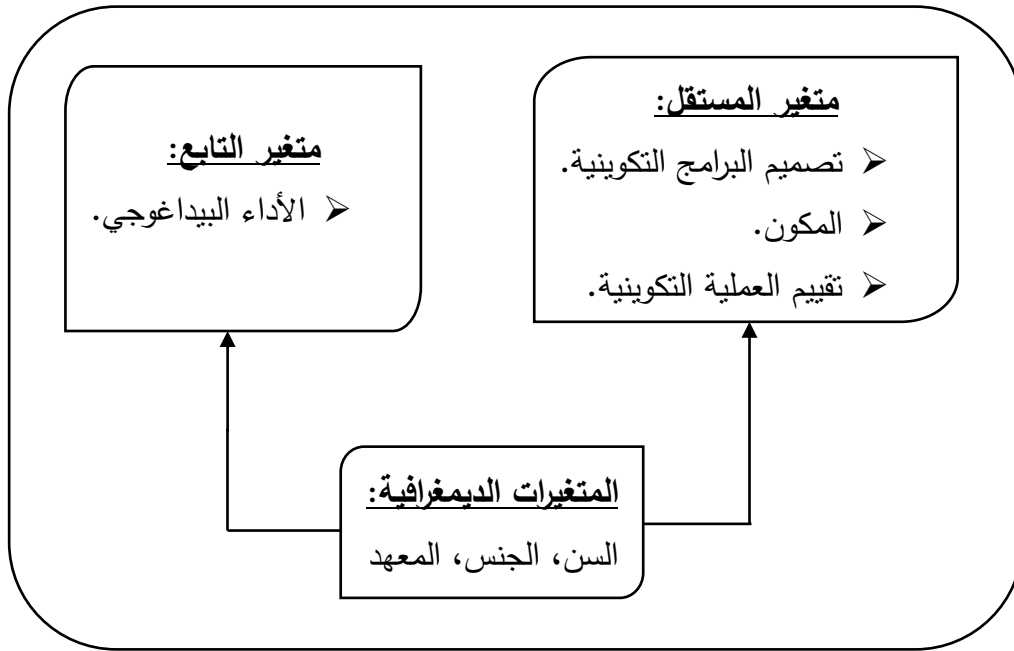 متغير المستقل:
⮚ تصميم البرامج التكوينية.
⮚ المكون.
⮚ تقييم العملية التكوينية.
متغير التابع:
⮚ الأداء البيداغوجي.
المتغيرات الديمغرافية:
السن، الجنس، المعهد